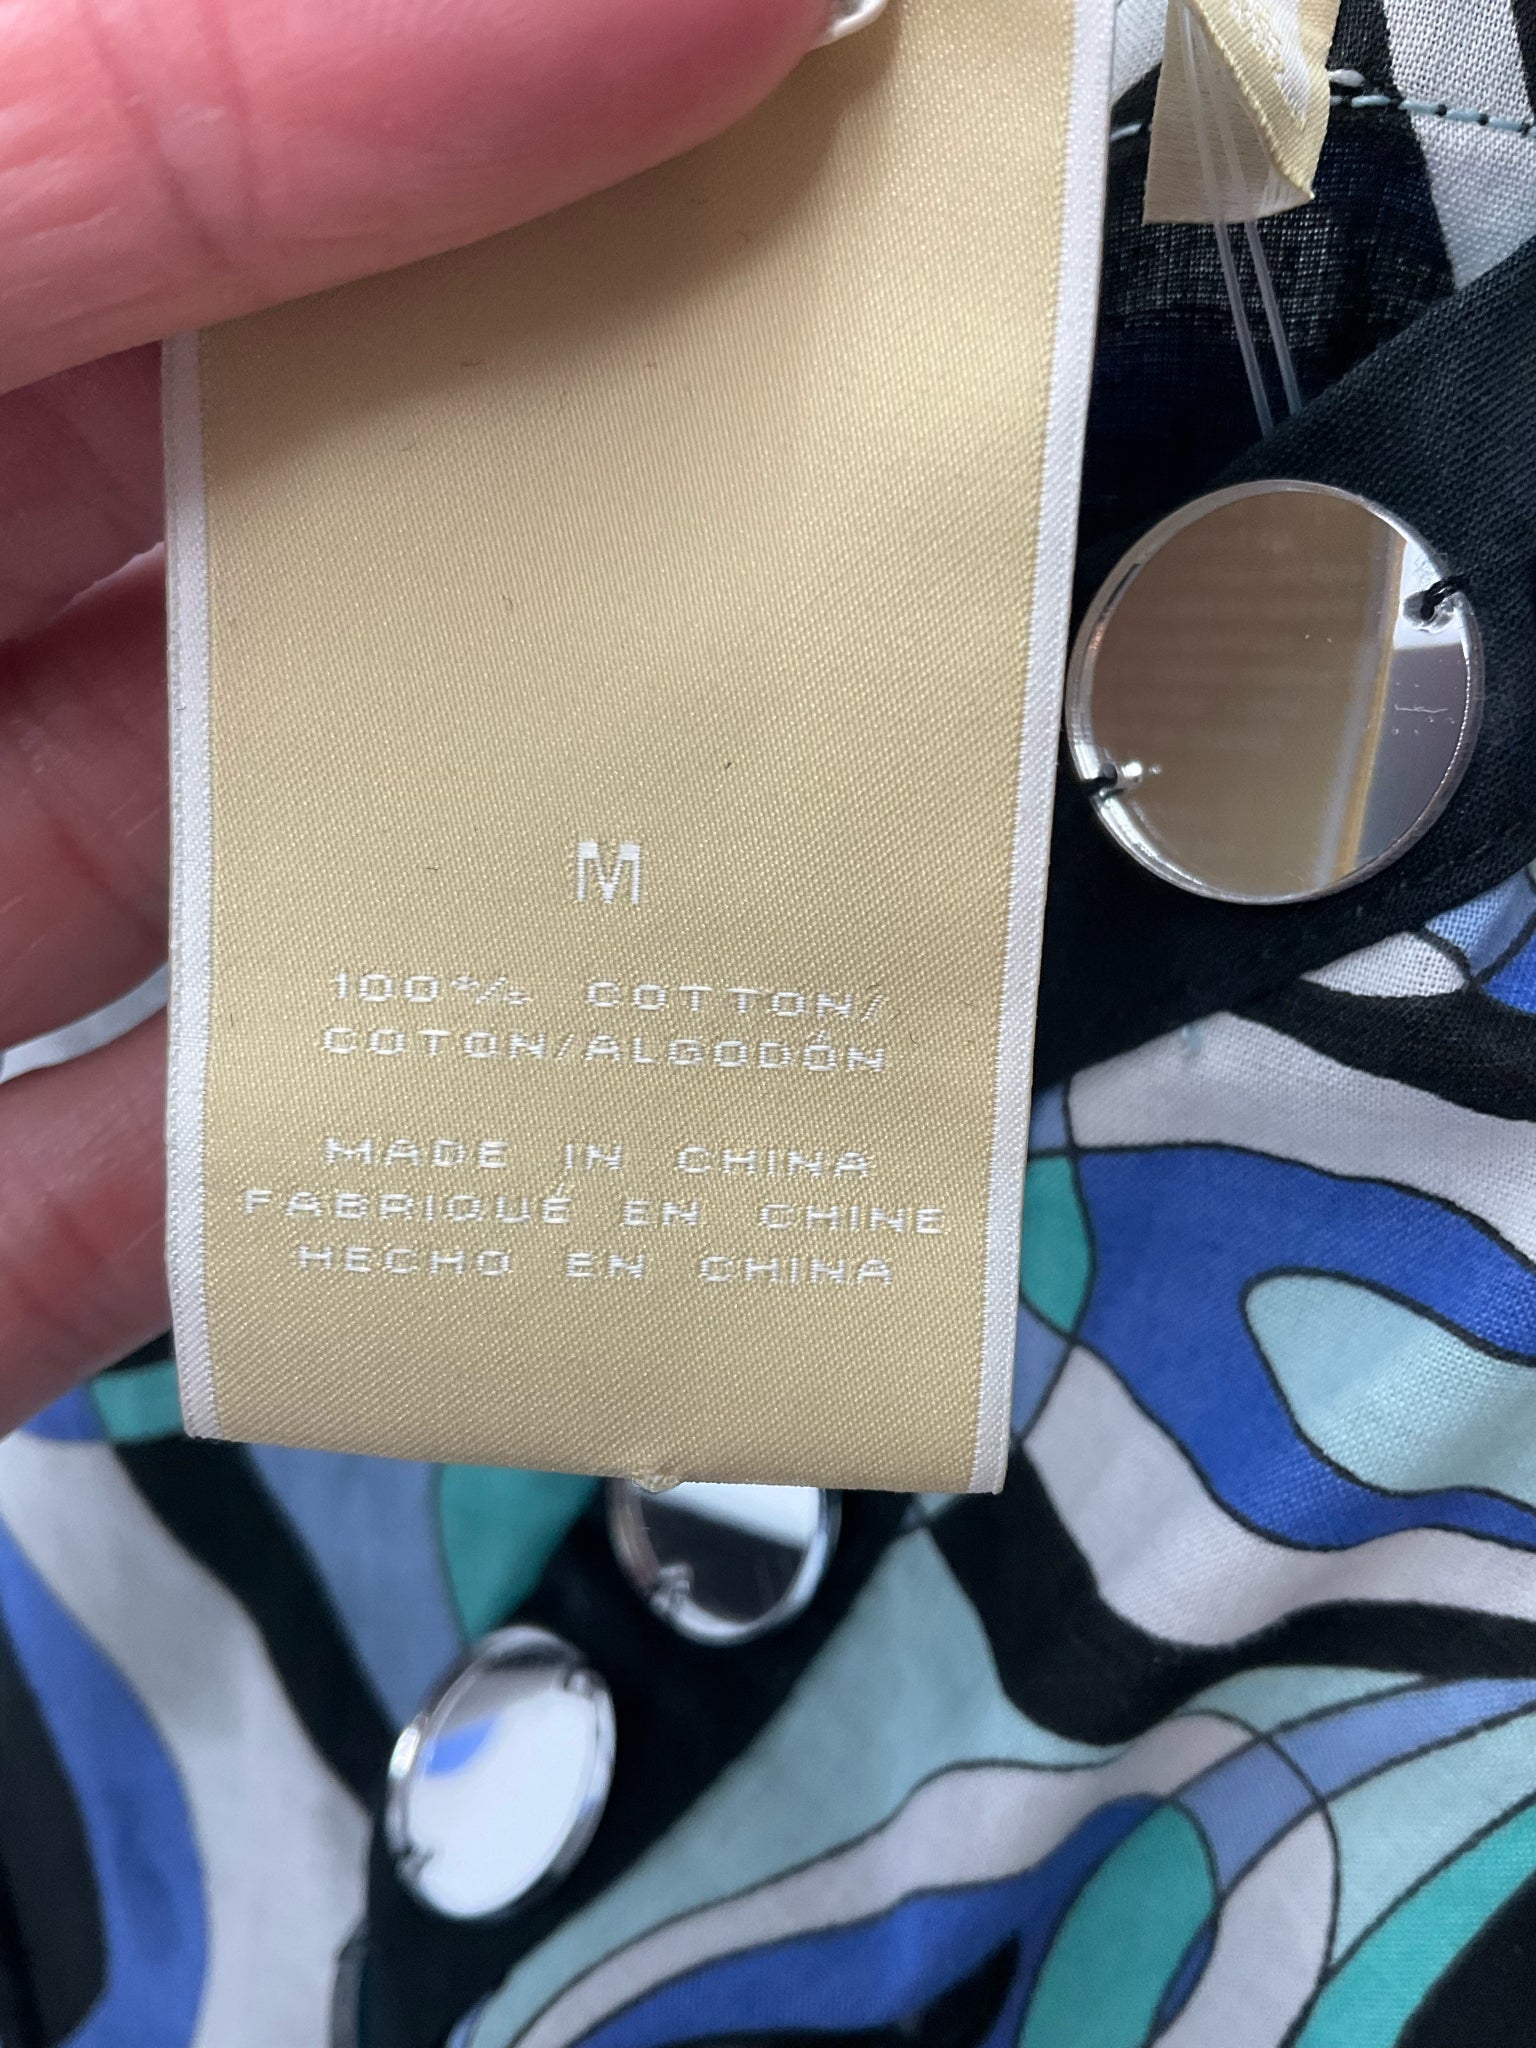 M
100% COTTON/
COTON/ALGODÓN
MADE IN CHINA
FABRIQUÉ EN CHINE
HECHO EN CHINA